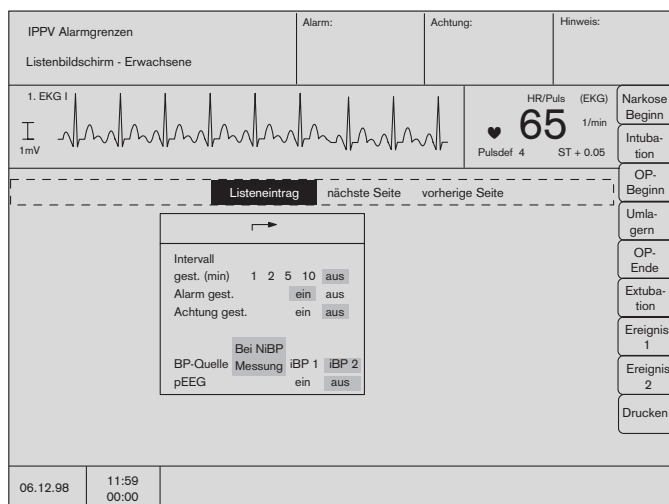 IPPV Alarmgrenzen
Listenbildschirm - Erwachsene
Alarm:
Achtung:
Hinweis:
1. EKG I
1mV
HR/Puls (EKG)
65 1/min
Pulsdef 4 ST + 0.05
Narkose
Beginn
Intuba-
tion
OP-
Beginn
Umla-
gern
OP-
Ende
Extuba-
tion
Ereignis
1
Ereignis
2
Drucken
Listeneintrag nächste Seite vorherige Seite
Intervall
gest. (min) 1 2 5 10 aus
Alarm gest. ein aus
Achtung gest. ein aus
Bei NiBP
BP-Quelle Messung iBP 1 iBP 2
pEEG ein aus
06.12.98
11:59
00:00